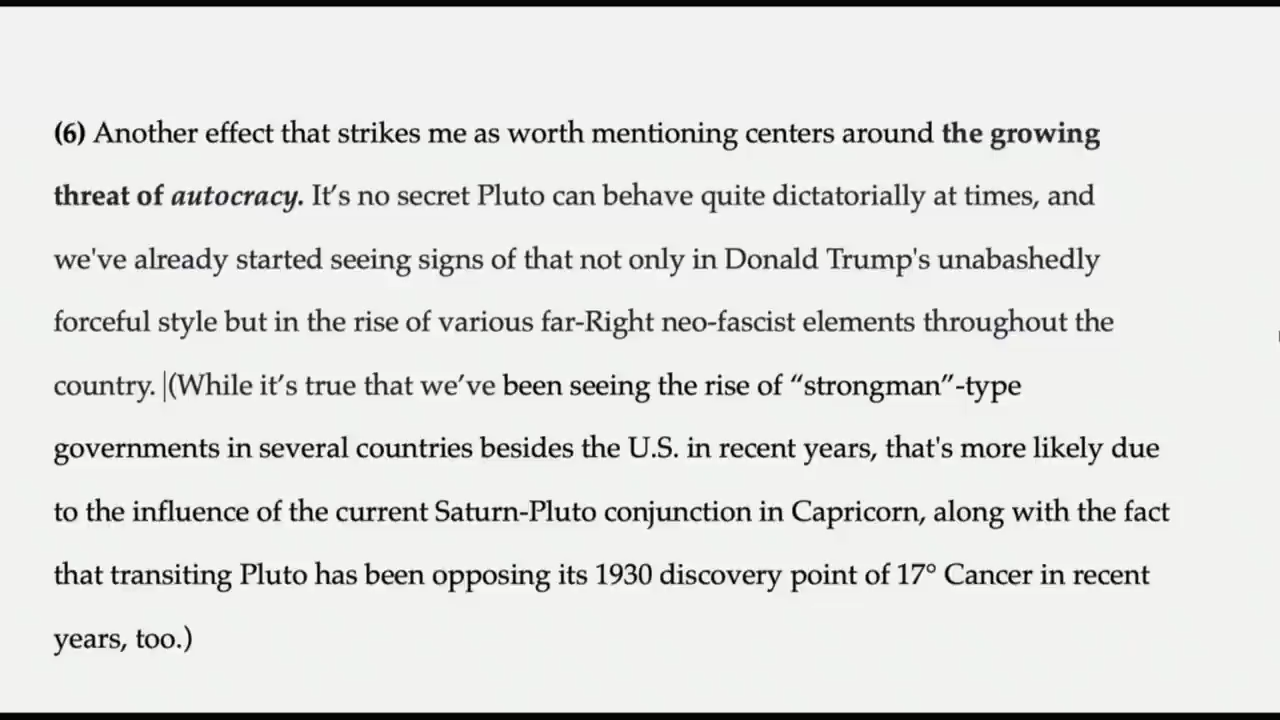 (6) Another effect that strikes me as worth mentioning centers around the growing
threat of autocracy. It’s no secret Pluto can behave quite dictatorially at times, and
we've already started seeing signs of that not only in Donald Trump's unabashedly
forceful style but in the rise of various far-Right neo-fascist elements throughout the
country. (While it’s true that we’ve been seeing the rise of “strongman”-type
governments in several countries besides the U.S. in recent years, that's more likely due
to the influence of the current Saturn-Pluto conjunction in Capricorn, along with the fact
that transiting Pluto has been opposing its 1930 discovery point of 17° Cancer in recent
years, too.)